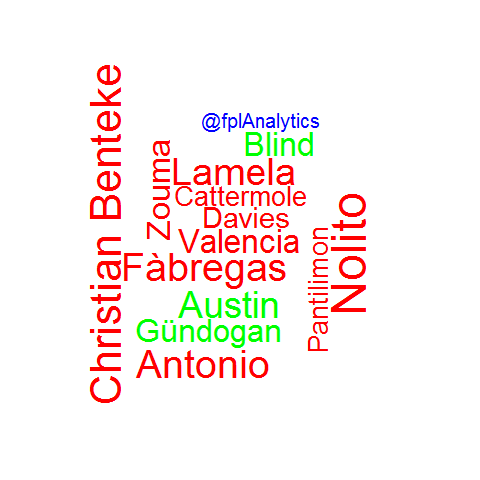 @fplAnalytics
Blind
Lamela
Cattermole
Davies
Valencia
Fàbregas
Austin
Gündogan
Antonio
Christian Benteke
Zouma
Pantilimon
Nolito